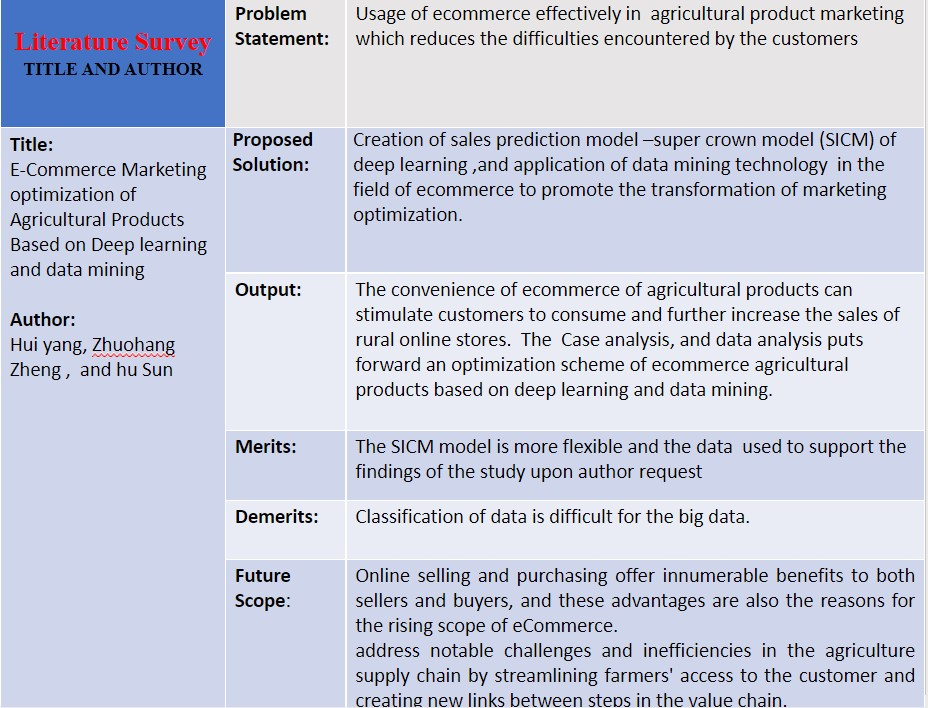 Literature Survey
TITLE AND AUTHOR
Problem
Statement:
Usage of ecommerce effectively in agricultural product marketing
which reduces the difficulties encountered by the customers
Title:
E-Commerce Marketing
optimization of
Agricultural Products
Based on Deep learning
and data mining
Author:
Hui yang, Zhuohang
Zheng , and hu Sun
Proposed
Solution:
Creation of sales prediction model –super crown model (SICM) of
deep learning ,and application of data mining technology in the
field of ecommerce to promote the transformation of marketing
optimization.
Output:
The convenience of ecommerce of agricultural products can
stimulate customers to consume and further increase the sales of
rural online stores. The Case analysis, and data analysis puts
forward an optimization scheme of ecommerce agricultural
products based on deep learning and data mining.
Merits:
The SICM model is more flexible and the data used to support the
findings of the study upon author request
Demerits:
Classification of data is difficult for the big data.
Future
Scope:
Online selling and purchasing offer innumerable benefits to both
sellers and buyers, and these advantages are also the reasons for
the rising scope of eCommerce.
address notable challenges and inefficiencies in the agriculture
supply chain by streamlining farmers' access to the customer and
creating new links between steps in the value chain.